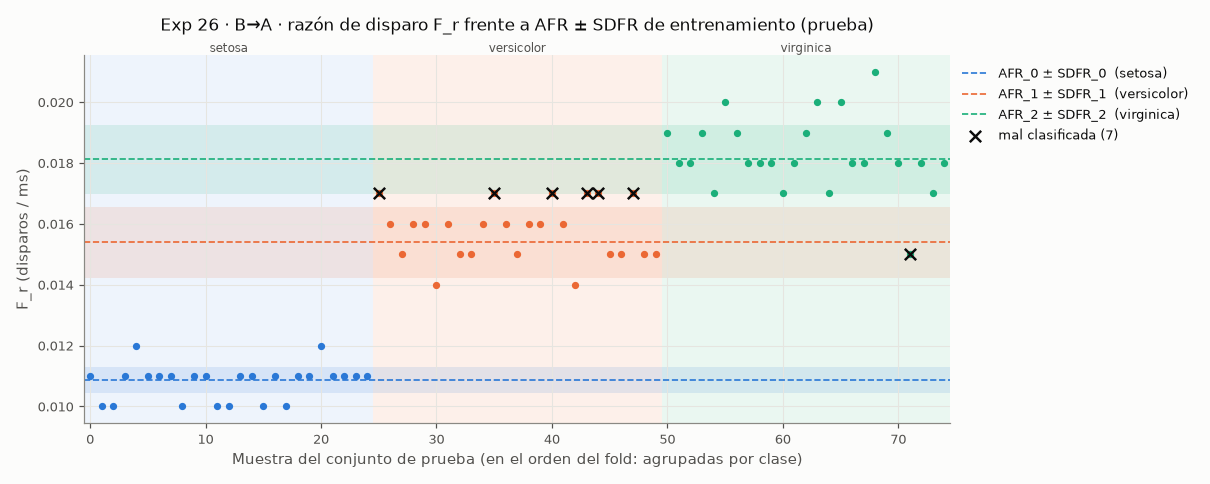 Exp 26 · B→A · razón de disparo F_r frente a AFR ± SDFR de entrenamiento (prueba)
setosa
versicolor
virginica
AFR_0 ± SDFR_0 (setosa)
AFR_1 ± SDFR_1 (versicolor)
AFR_2 ± SDFR_2 (virginica)
mal clasificada (7)
F_r (disparos / ms)
0.020
0.018
0.016
0.014
0.012
0.010
0
10
20
30
40
50
60
70
Muestra del conjunto de prueba (en el orden del fold: agrupadas por clase)